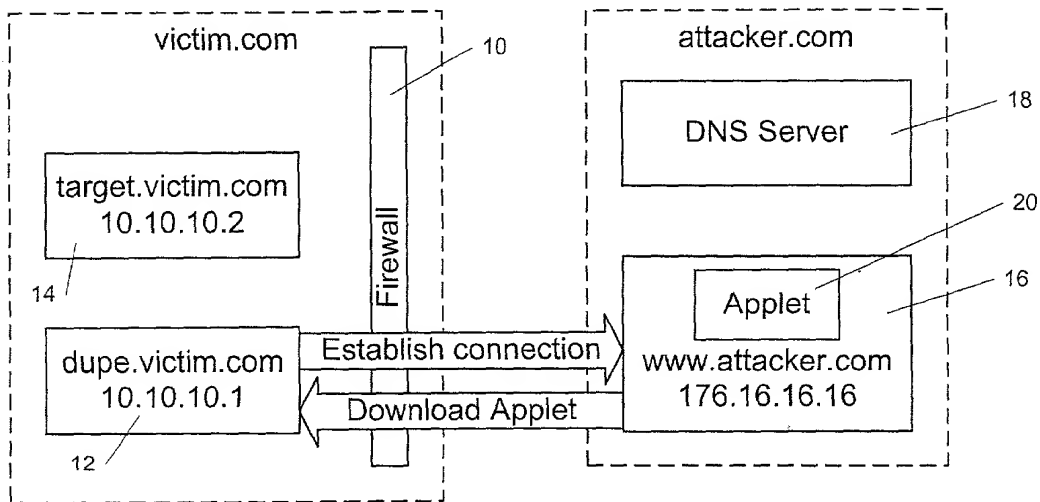 victim.com
10
attacker.com
18
DNS Server
target.victim.com
10.10.10.2
14
Firewall
20
Applet
16
dupe.victim.com
10.10.10.1
12
Establish connection
Download Applet
www.attacker.com
176.16.16.16